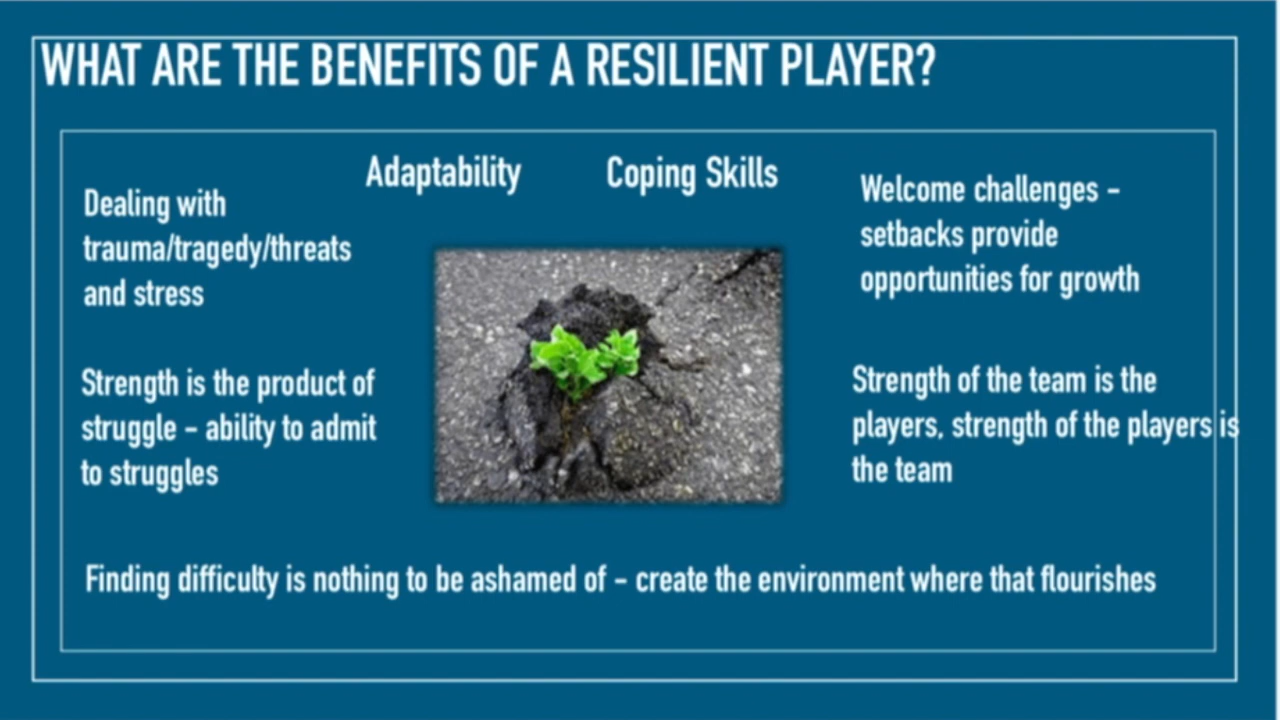 WHAT ARE THE BENEFITS OF A RESILIENT PLAYER?
Adaptability
Coping Skills
Dealing with
trauma/tragedy/threats
and stress
Welcome challenges –
setbacks provide
opportunities for growth
Strength is the product of
struggle – ability to admit
to struggles
Strength of the team is the
players, strength of the players is
the team
Finding difficulty is nothing to be ashamed of – create the environment where that flourishes